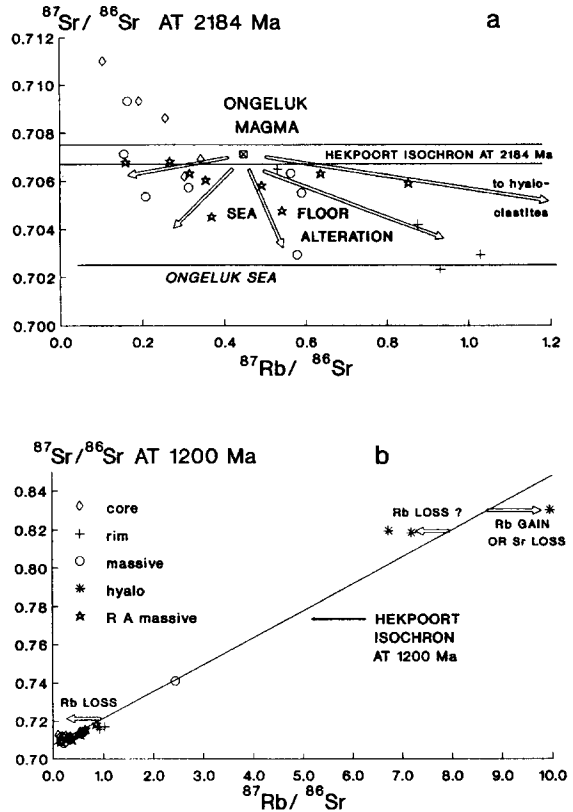 87Sr/ 86Sr AT 2184 Ma
a
0.712
0.710
0.708
0.706
0.704
0.702
0.700
ONGELUK
MAGMA
HEKPOORT ISOCHRON AT 2184 Ma
to hyalo-
clastites
SEA FLOOR
ALTERATION
ONGELUK SEA
0.0 0.2 0.4 0.6 0.8 1.0 1.2
87Rb/ 86Sr
87Sr/86Sr AT 1200 Ma
b
0.84
0.82
0.80
0.78
0.76
0.74
0.72
0.70
core
rim
massive
hyalo
R A massive
Rb LOSS ?
Rb GAIN
OR Sr LOSS
HEKPOORT
ISOCHRON
AT 1200 Ma
Rb LOSS
0.0 1.0 2.0 3.0 4.0 5.0 6.0 7.0 8.0 9.0 10.0
87Rb/ 86Sr